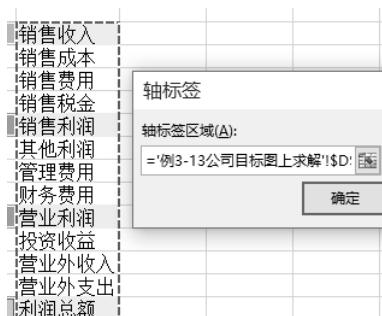 销售收入
销售成本
销售费用
销售税金
销售利润
其他利润
管理费用
财务费用
营业利润
投资收益
营业外收入
营业外支出
利润总额
轴标签
轴标签区域(A):
='例3-13公司目标图上求解'!$D!
确定